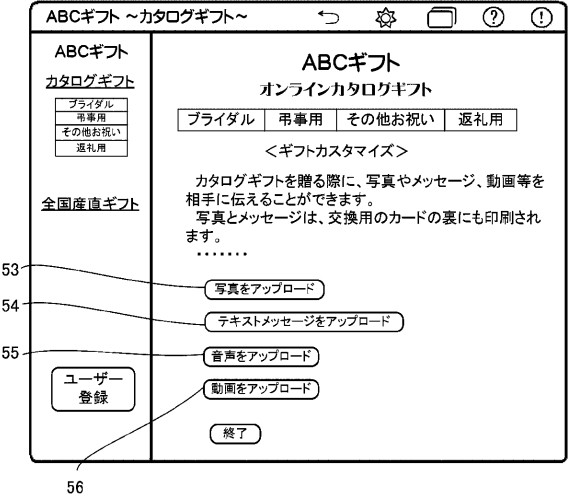 ABCギフト ~カタログギフト~
?
!
ABCギフト
カタログギフト
ブライダル
弔事用
その他お祝い
返礼用
全国産直ギフト
ユーザー
登録
ABCギフト
オンラインカタログギフト
ブライダル 弔事用 その他お祝い 返礼用
＜ギフトカスタマイズ＞
カタログギフトを贈る際に、写真やメッセージ、動画等を
相手に伝えることができます。
写真とメッセージは、交換用のカードの裏にも印刷され
ます。
・・・・・・・
53
写真をアップロード
54
テキストメッセージをアップロード
55
音声をアップロード
動画をアップロード
終了
56